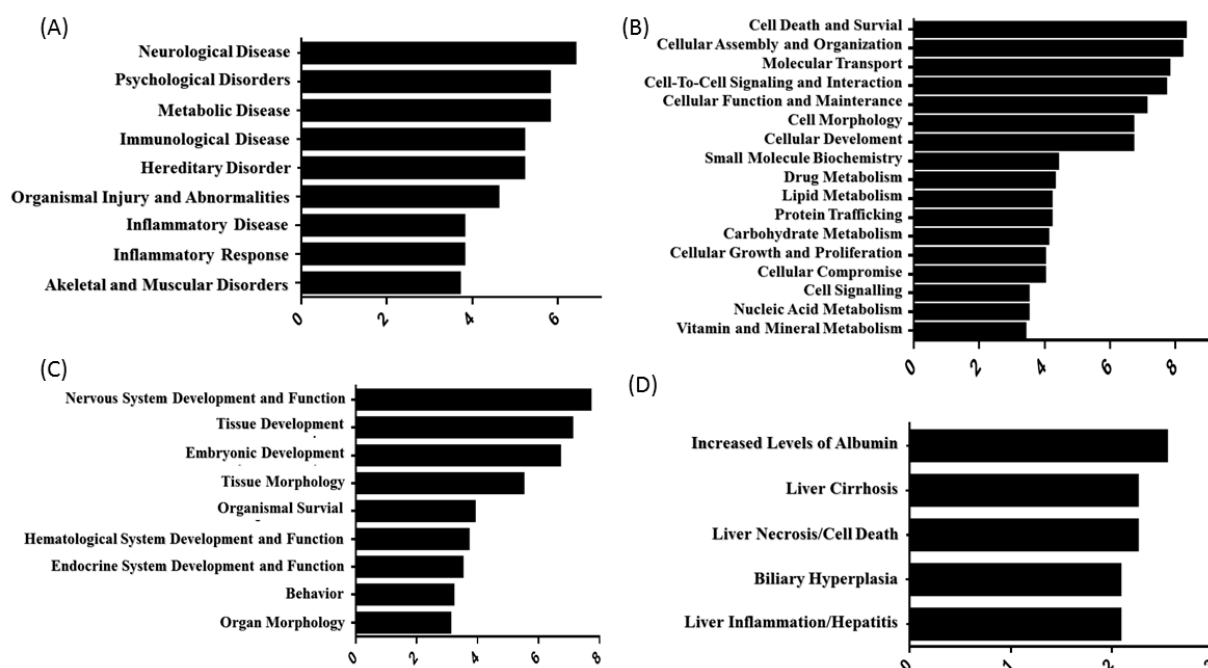 (A)
Neurological Disease
Psychological Disorders
Metabolic Disease
Immunological Disease
Hereditary Disorder
Organismal Injury and Abnormalities
Inflammatory Disease
Inflammatory Response
Akeletal and Muscular Disorders
0 2 4 6
(B)
Cell Death and Survial
Cellular Assembly and Organization
Molecular Transport
Cell-To-Cell Signaling and Interaction
Cellular Function and Mainterance
Cell Morphology
Cellular Develoment
Small Molecule Biochemistry
Drug Metabolism
Lipid Metabolism
Protein Trafficking
Carbohydrate Metabolism
Cellular Growth and Proliferation
Cellular Compromise
Cell Signalling
Nucleic Acid Metabolism
Vitamin and Mineral Metabolism
0 2 4 6 8
(C)
Nervous System Development and Function
Tissue Development
Embryonic Development
Tissue Morphology
Organismal Survial
Hematological System Development and Function
Endocrine System Development and Function
Behavior
Organ Morphology
0 2 4 6 8
(D)
Increased Levels of Albumin
Liver Cirrhosis
Liver Necrosis/Cell Death
Biliary Hyperplasia
Liver Inflammation/Hepatitis
0 1 2